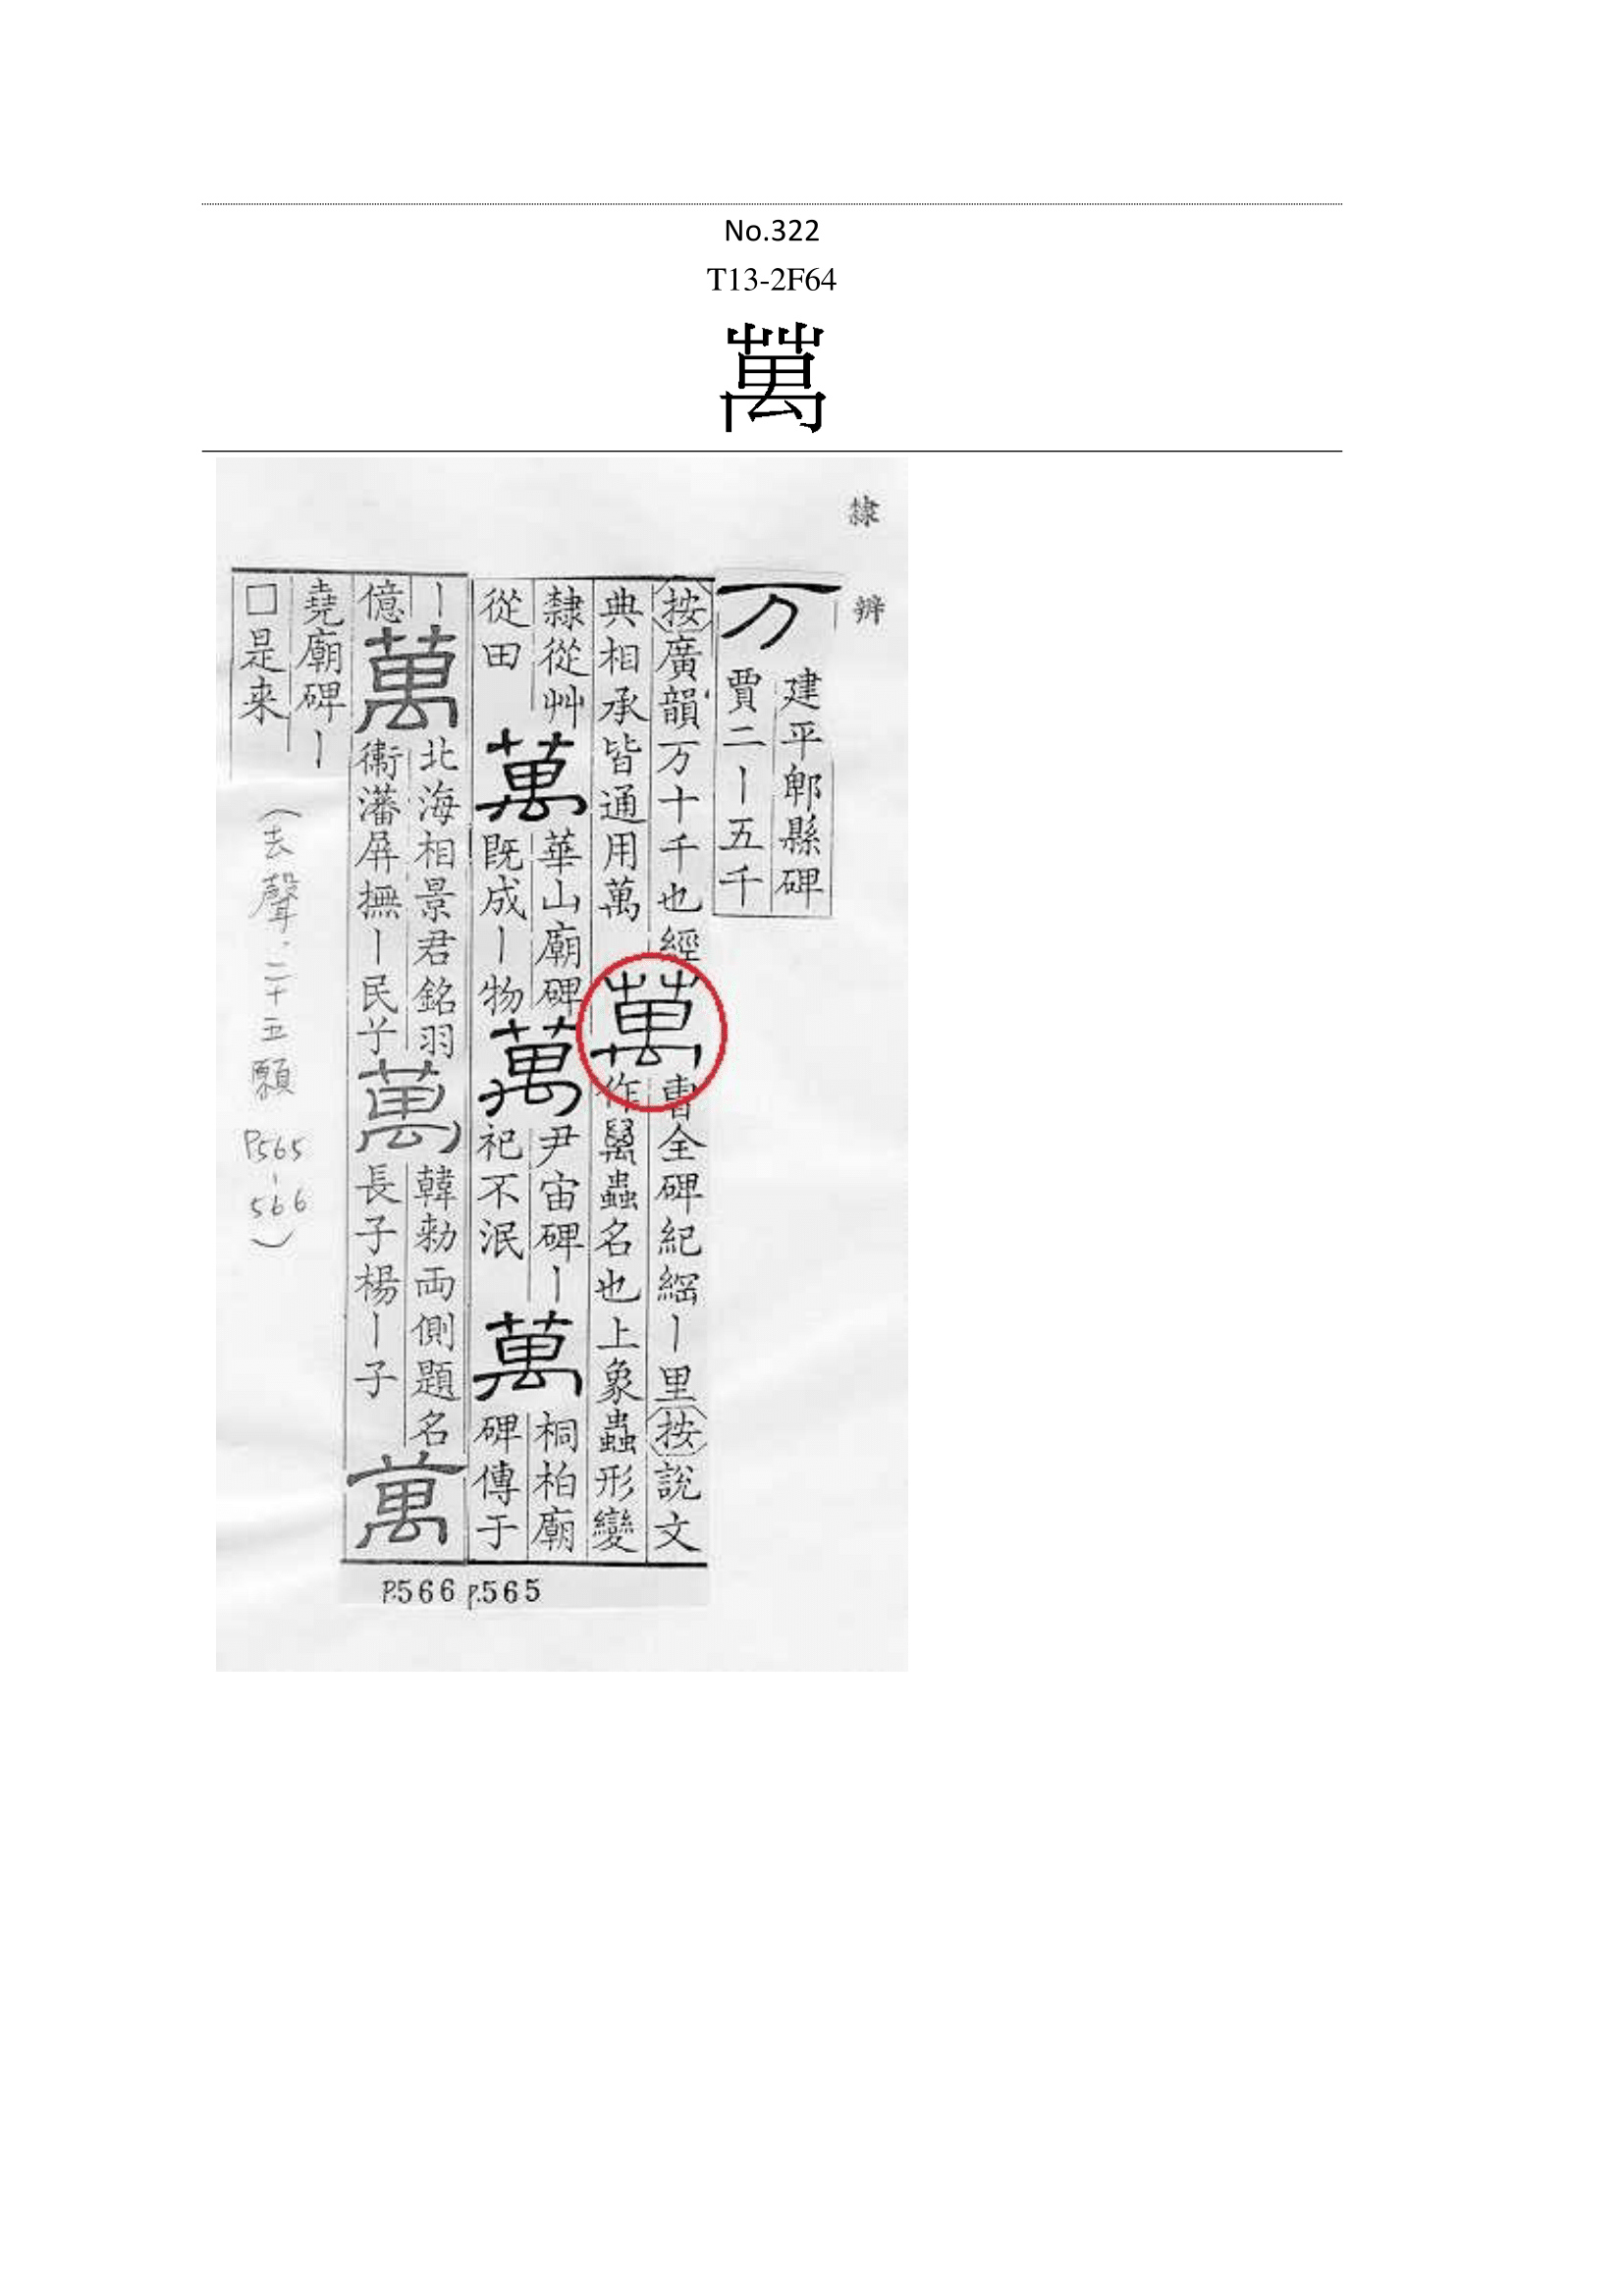 No.322
T13-2F64
隸辨
万
建平郫縣碑
賈二丨五千
按廣韻万十千也經
典相承皆通用萬
曹全碑紀綱丨里按說文
作萬蟲名也上象蟲形變
隸從艸
從田
萬
華山廟碑
既成丨物
萬
尹宙碑丨
祀不泯
萬
桐柏廟
碑傳于
丨
億
萬
北海相景君銘羽
衛藩屏撫丨民兮
萬
韓勑兩側題名
長子楊丨子
萬
堯廟碑丨
□是来
(去聲.二十五願 P565-566)
P.566 P.565